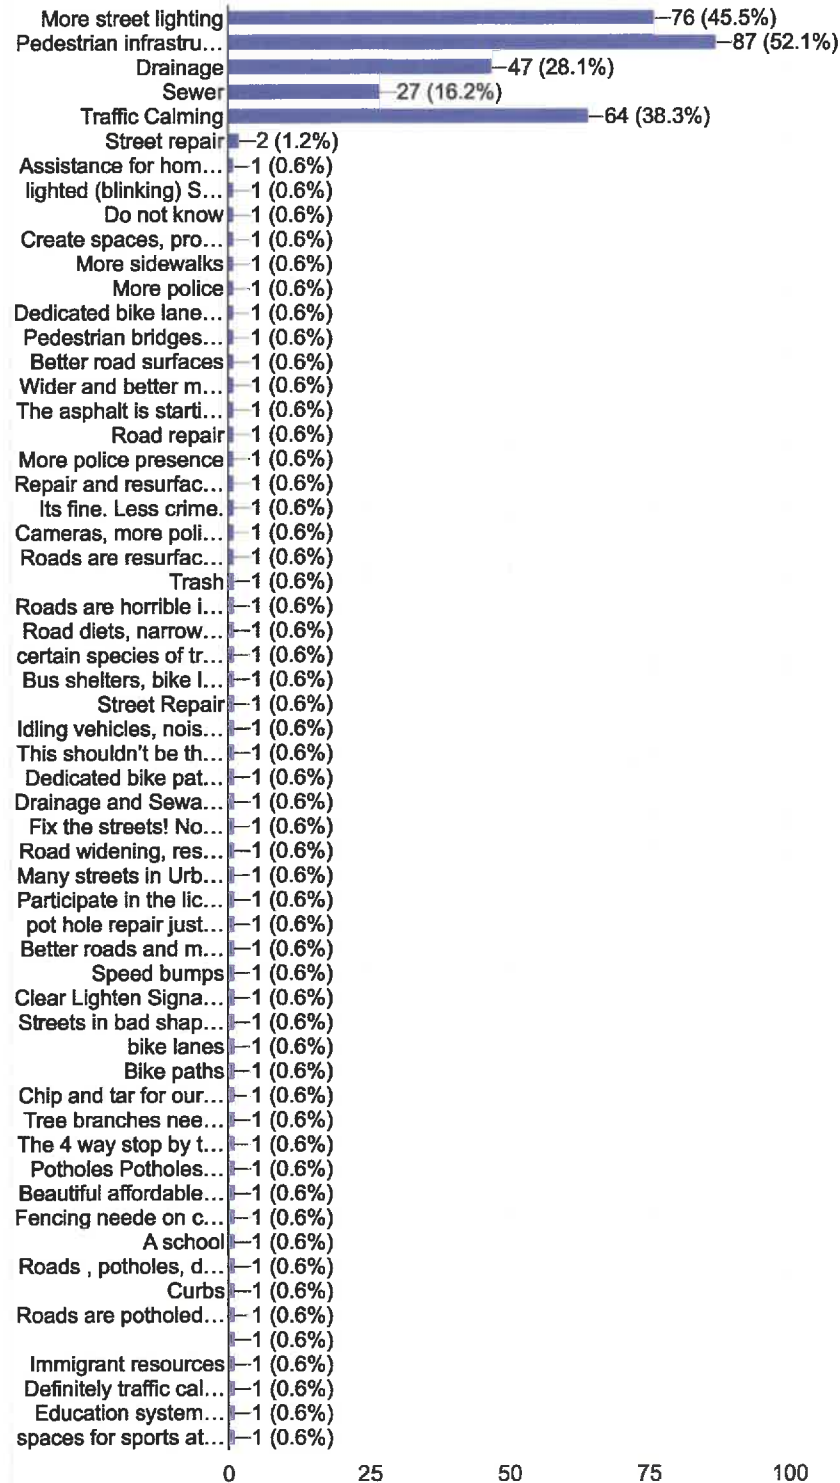 More street lighting 76 (45.5%)
Pedestrian infrastru... 87 (52.1%)
Drainage 47 (28.1%)
Sewer 27 (16.2%)
Traffic Calming 64 (38.3%)
Street repair 2 (1.2%)
Assistance for hom... 1 (0.6%)
lighted (blinking) S... 1 (0.6%)
Do not know 1 (0.6%)
Create spaces, pro... 1 (0.6%)
More sidewalks 1 (0.6%)
More police 1 (0.6%)
Dedicated bike lane... 1 (0.6%)
Pedestrian bridges... 1 (0.6%)
Better road surfaces 1 (0.6%)
Wider and better m... 1 (0.6%)
The asphalt is starti... 1 (0.6%)
Road repair 1 (0.6%)
More police presence 1 (0.6%)
Repair and resurfac... 1 (0.6%)
Its fine. Less crime. 1 (0.6%)
Cameras, more poli... 1 (0.6%)
Roads are resurfac... 1 (0.6%)
Trash 1 (0.6%)
Roads are horrible i... 1 (0.6%)
Road diets, narrow... 1 (0.6%)
certain species of tr... 1 (0.6%)
Bus shelters, bike l... 1 (0.6%)
Street Repair 1 (0.6%)
Idling vehicles, nois... 1 (0.6%)
This shouldn't be th... 1 (0.6%)
Dedicated bike pat... 1 (0.6%)
Drainage and Sewa... 1 (0.6%)
Fix the streets! No... 1 (0.6%)
Road widening, res... 1 (0.6%)
Many streets in Urb... 1 (0.6%)
Participate in the lic... 1 (0.6%)
pot hole repair just... 1 (0.6%)
Better roads and m... 1 (0.6%)
Speed bumps 1 (0.6%)
Clear Lighten Signa... 1 (0.6%)
Streets in bad shap... 1 (0.6%)
bike lanes 1 (0.6%)
Bike paths 1 (0.6%)
Chip and tar for our... 1 (0.6%)
Tree branches nee... 1 (0.6%)
The 4 way stop by t... 1 (0.6%)
Potholes Potholes... 1 (0.6%)
Beautiful affordable... 1 (0.6%)
Fencing neede on c... 1 (0.6%)
A school 1 (0.6%)
Roads , potholes, d... 1 (0.6%)
Curbs 1 (0.6%)
Roads are potholed... 1 (0.6%)
1 (0.6%)
Immigrant resources 1 (0.6%)
Definitely traffic cal... 1 (0.6%)
Education system... 1 (0.6%)
spaces for sports at... 1 (0.6%)
0 25 50 75 100